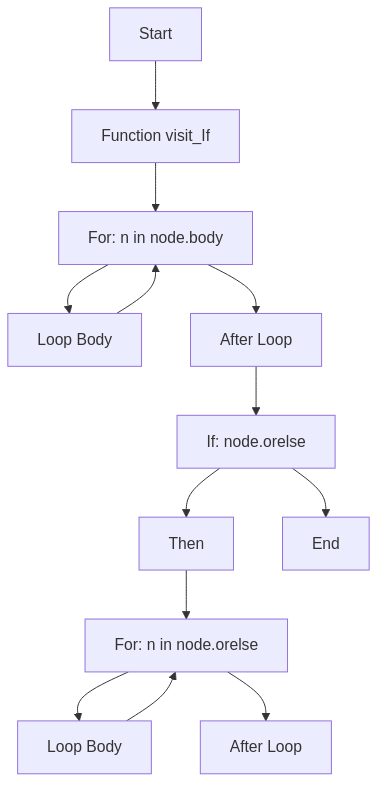 Start
Function visit_If
For: n in node.body
Loop Body
After Loop
If: node.orelse
Then
End
For: n in node.orelse
Loop Body
After Loop